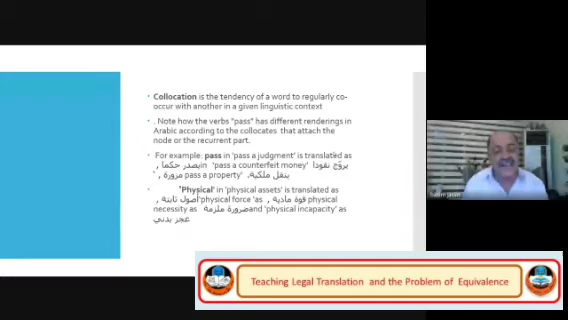 • Collocation is the tendency of a word to regularly co-
occur with another in a given linguistic context
• . Note how the verbs "pass" has different renderings in
Arabic according to the collocates that attach the
node or the recurrent part.
• For example: pass in 'pass a judgment' is translated as
يصدر حكما , in 'pass a counterfeit money' يروّج نقودا
مزورة , ' pass a property'. ينقل ملكية
• 'Physical' in 'physical assets' is translated as
أصول ثابتة , 'physical force 'as قوة مادية , physical
necessity as ضرورة ملزمة and 'physical incapacity' as
عجز بدني
Teaching Legal Translation and the Problem of Equivalence